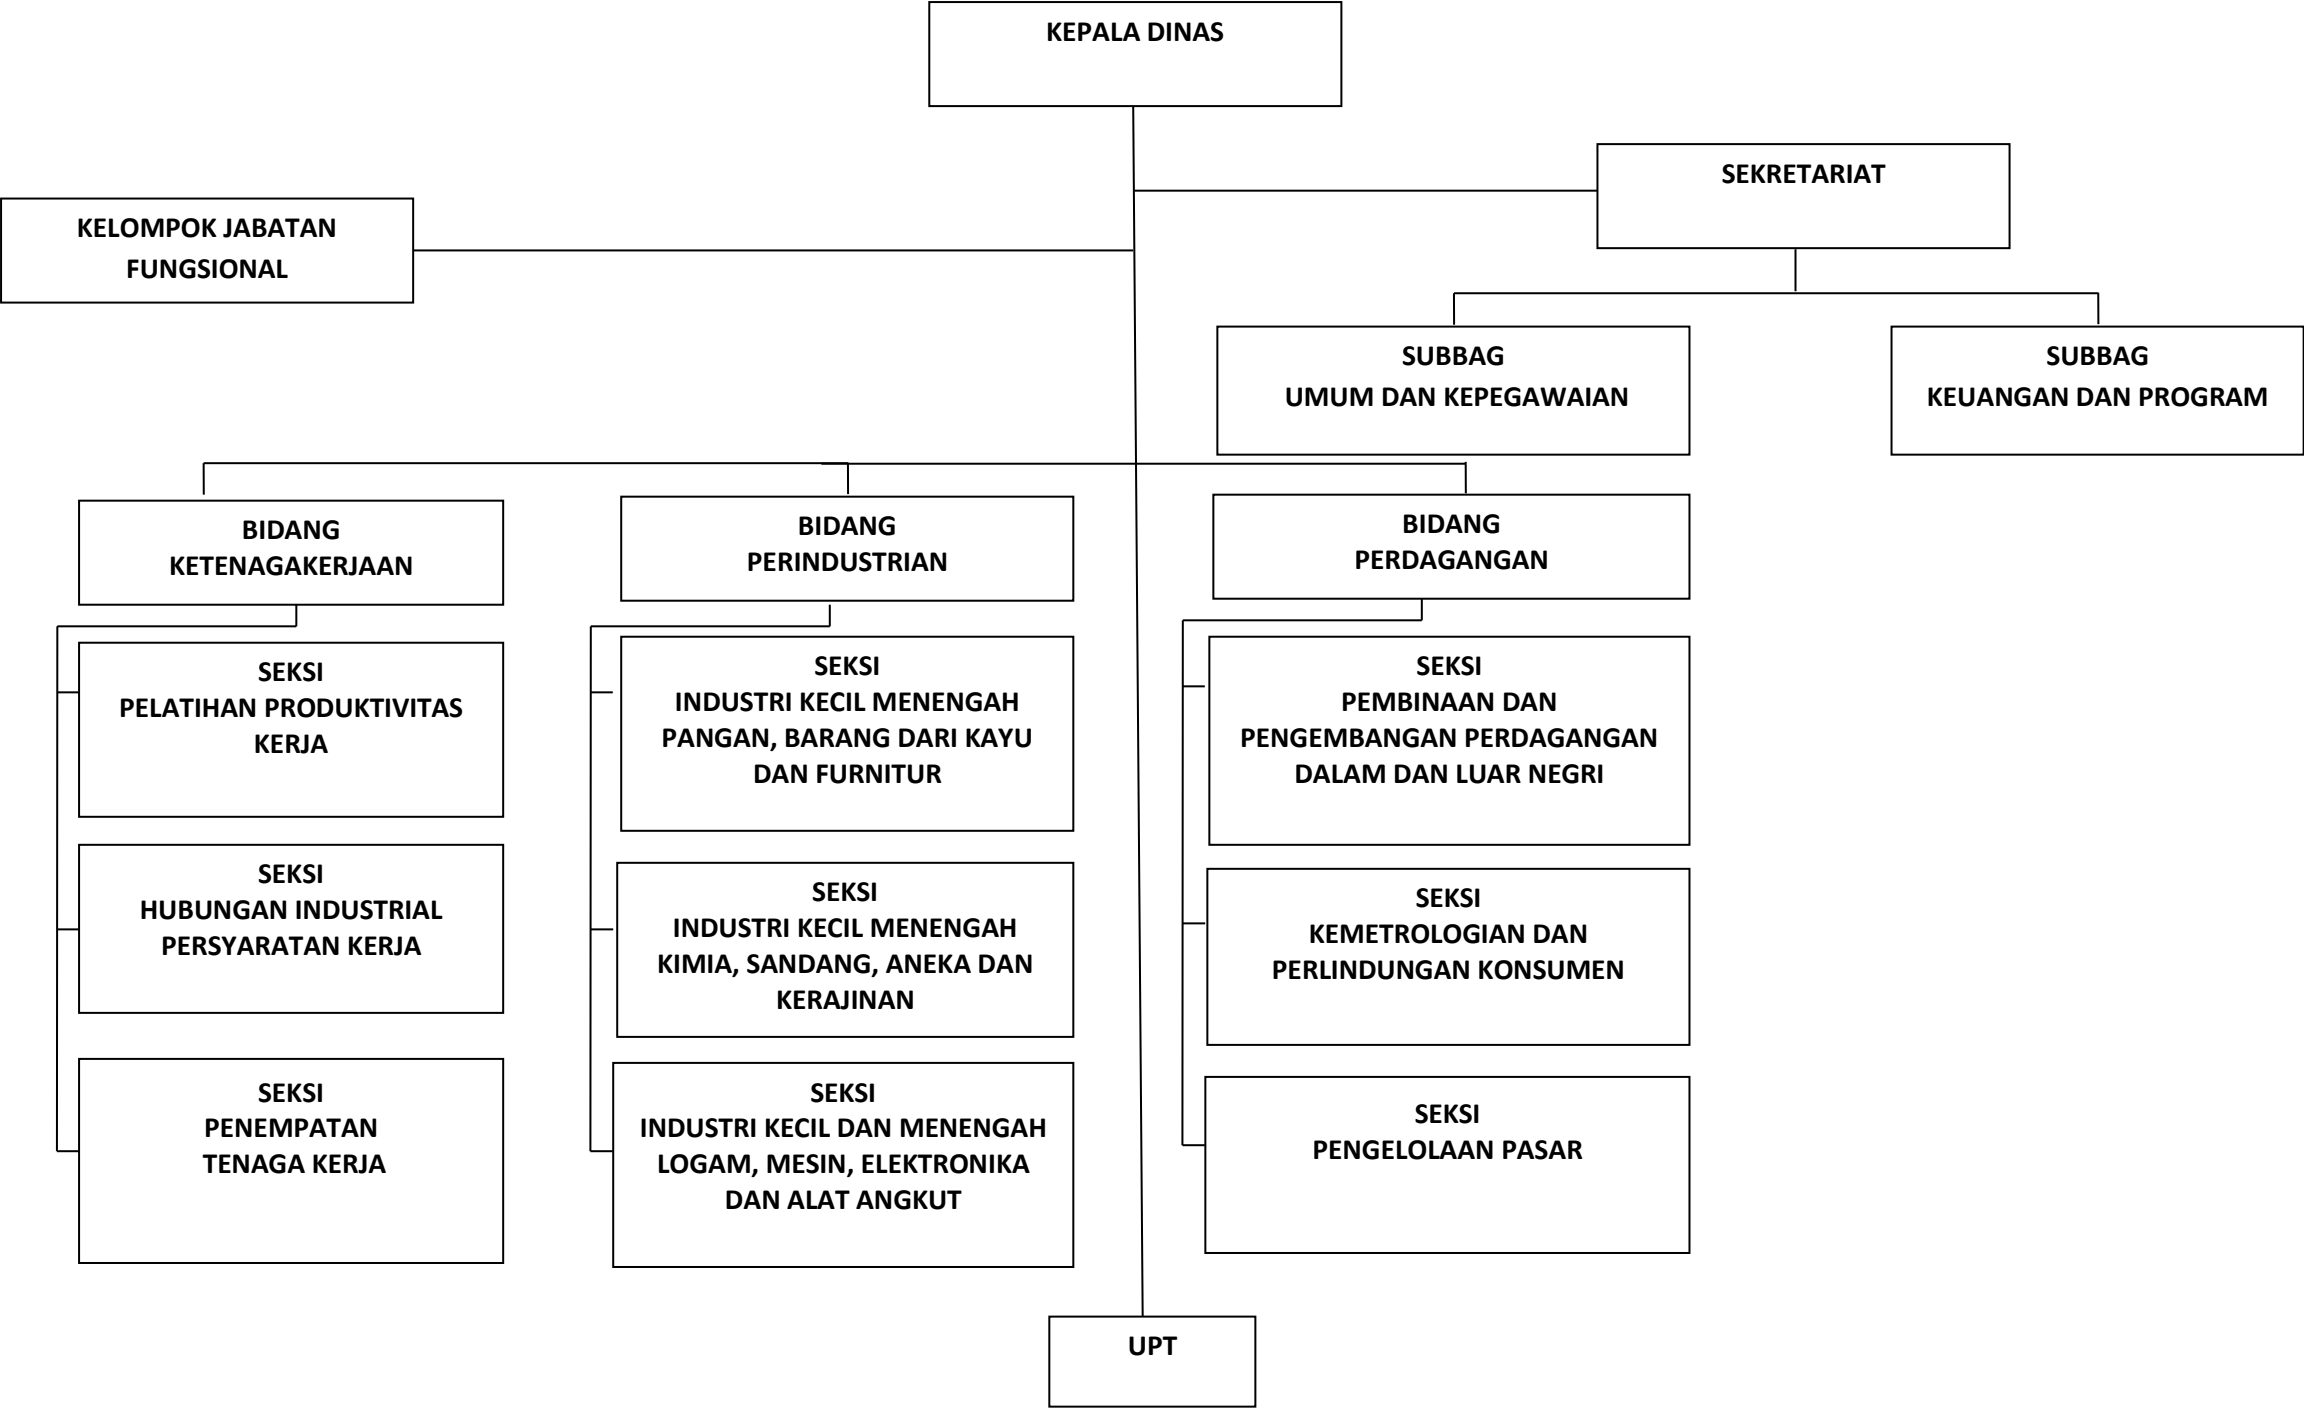 KEPALA DINAS
SEKRETARIAT
KELOMPOK JABATAN
FUNGSIONAL
SUBBAG
UMUM DAN KEPEGAWAIAN
SUBBAG
KEUANGAN DAN PROGRAM
BIDANG
KETENAGAKERJAAN
BIDANG
PERINDUSTRIAN
BIDANG
PERDAGANGAN
SEKSI
PELATIHAN PRODUKTIVITAS
KERJA
SEKSI
INDUSTRI KECIL MENENGAH
PANGAN, BARANG DARI KAYU
DAN FURNITUR
SEKSI
PEMBINAAN DAN
PENGEMBANGAN PERDAGANGAN
DALAM DAN LUAR NEGRI
SEKSI
HUBUNGAN INDUSTRIAL
PERSYARATAN KERJA
SEKSI
INDUSTRI KECIL MENENGAH
KIMIA, SANDANG, ANEKA DAN
KERAJINAN
SEKSI
KEMETROLOGIAN DAN
PERLINDUNGAN KONSUMEN
SEKSI
PENEMPATAN
TENAGA KERJA
SEKSI
INDUSTRI KECIL DAN MENENGAH
LOGAM, MESIN, ELEKTRONIKA
DAN ALAT ANGKUT
SEKSI
PENGELOLAAN PASAR
UPT